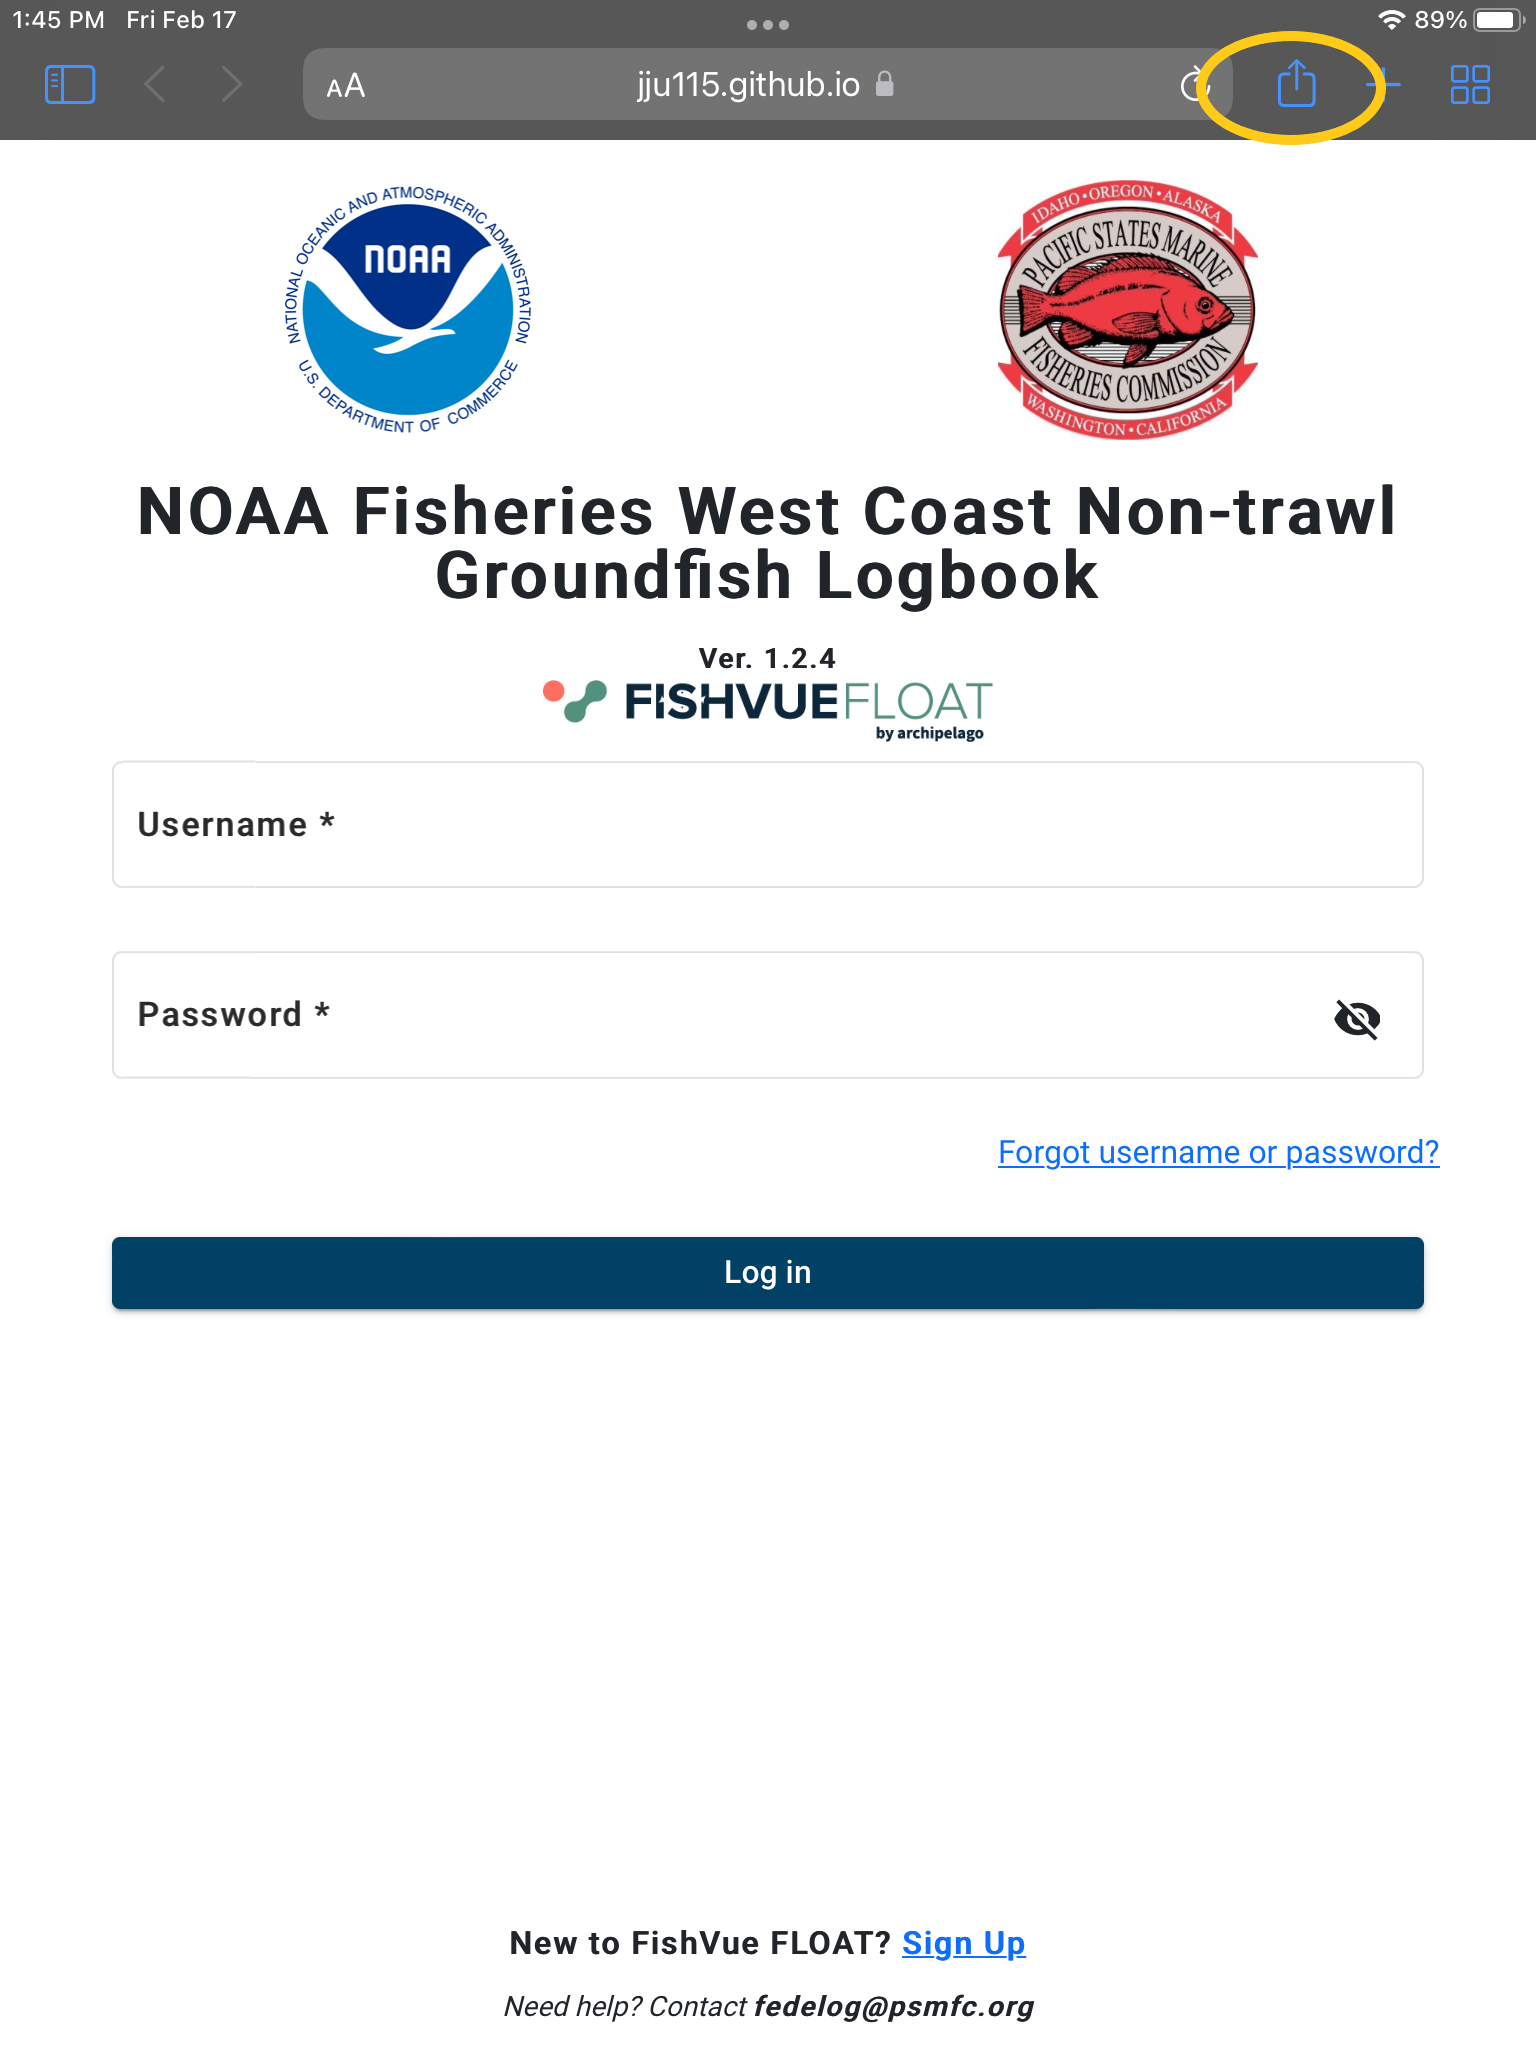 1:45 PM Fri Feb 17
89%
AA
jju115.github.io
NATIONAL OCEANIC AND ATMOSPHERIC ADMINISTRATION
NOAA
U.S. DEPARTMENT OF COMMERCE
IDAHO • OREGON • ALASKA
PACIFIC STATES MARINE
FISHERIES COMMISSION
WASHINGTON • CALIFORNIA
NOAA Fisheries West Coast Non-trawl
Groundfish Logbook
Ver. 1.2.4
FISHVUE FLOAT
by archipelago
Username *
Password *
Forgot username or password?
Log in
New to FishVue FLOAT? Sign Up
Need help? Contact fedelog@psmfc.org